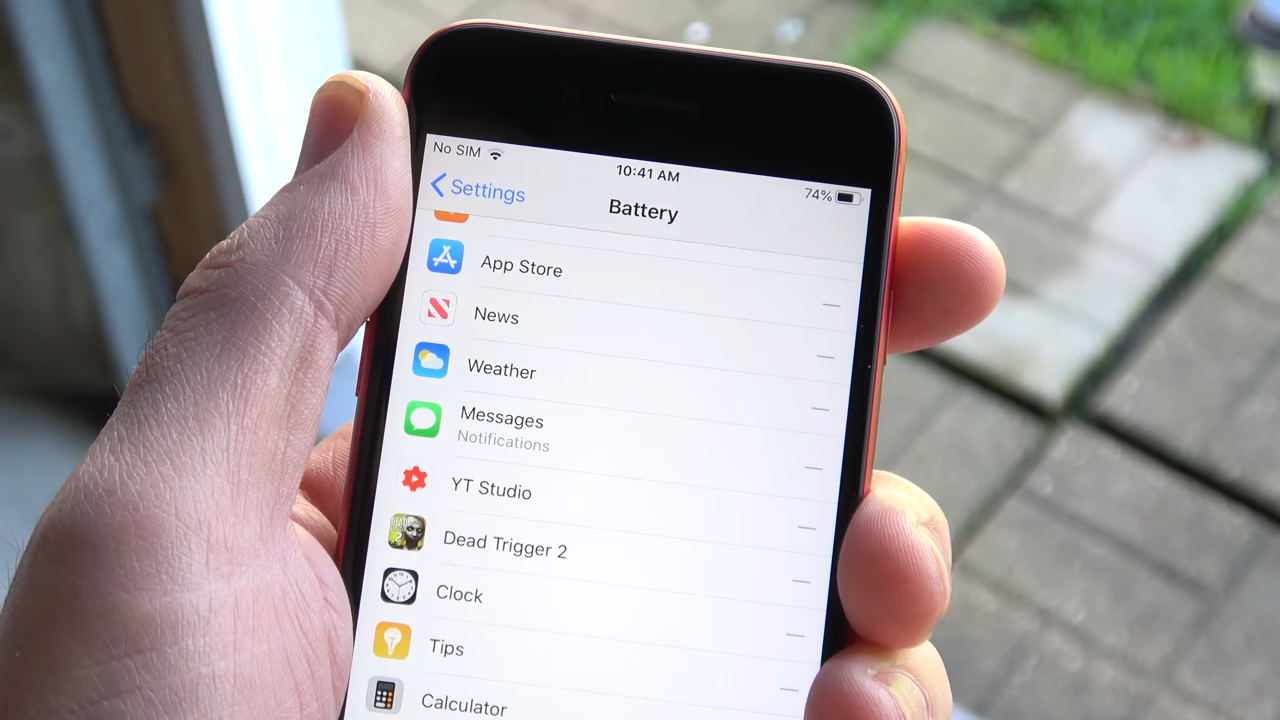 No SIM
10:41 AM
74%
Settings
Battery
App Store
—
News
—
Weather
—
Messages
Notifications
—
YT Studio
—
Dead Trigger 2
—
Clock
—
Tips
—
Calculator